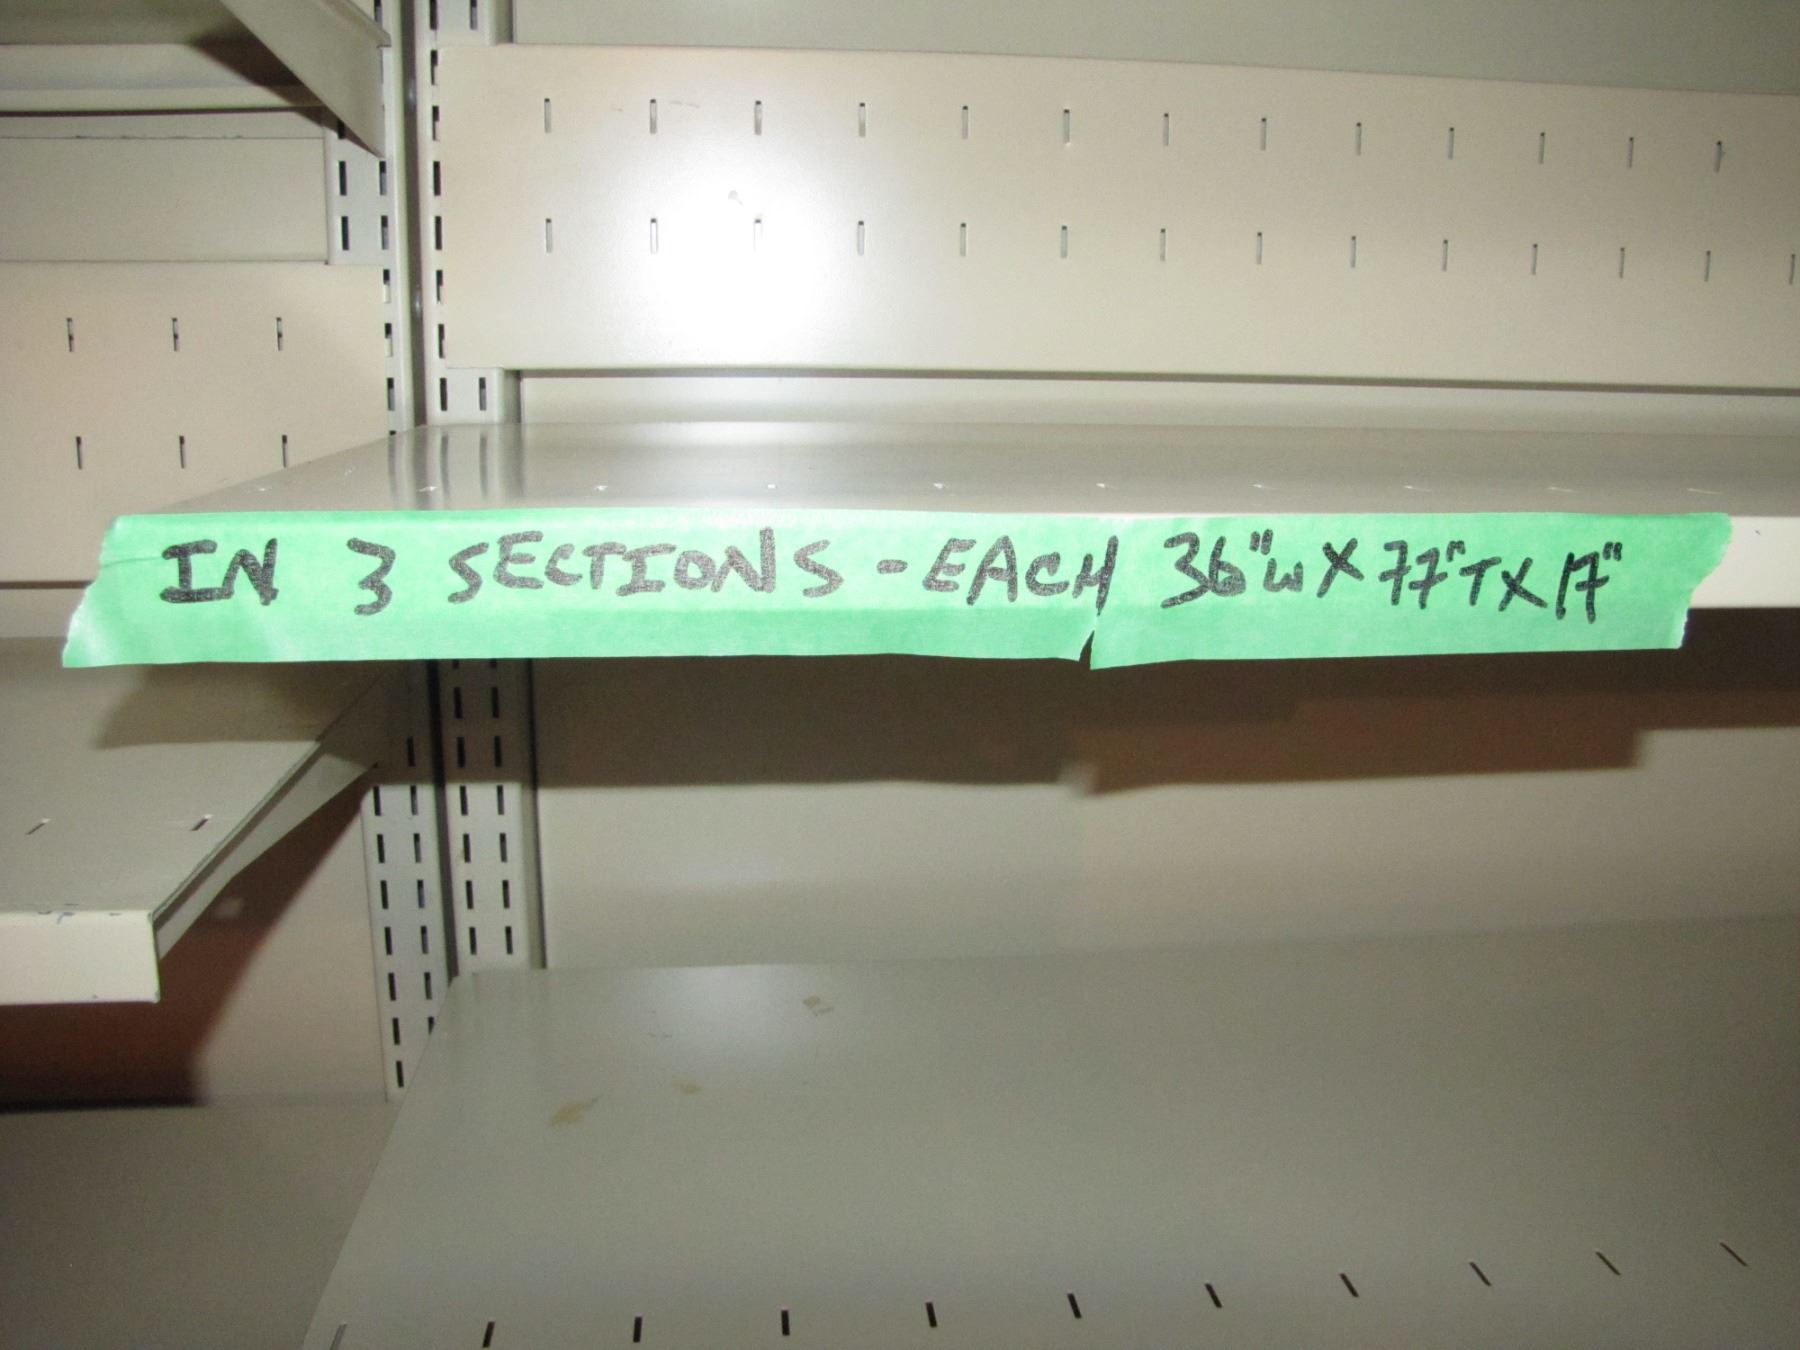 IN 3 SECTIONS - EACH 36"W X 77"T X 17"